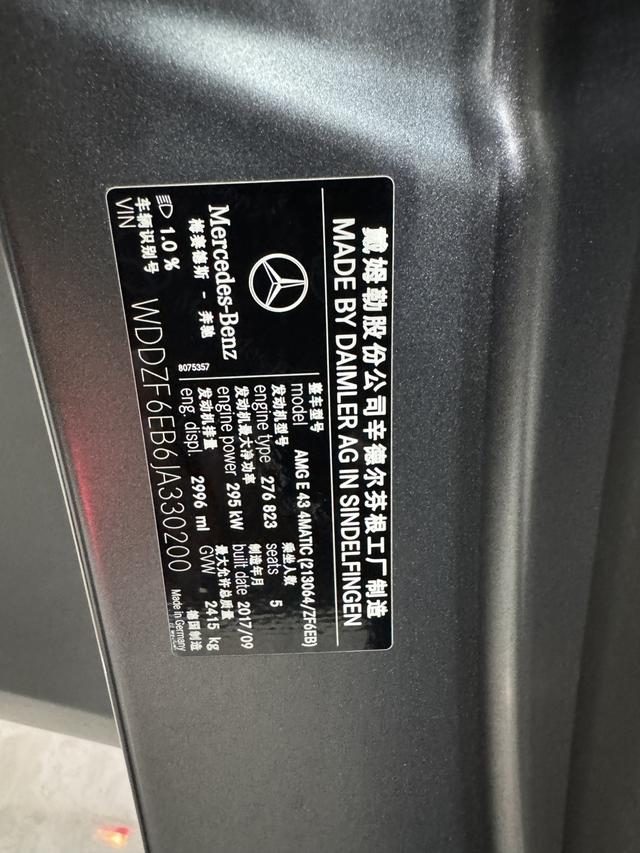 戴姆勒股份公司辛德尔芬根工厂制造
MADE BY DAIMLER AG IN SINDELFINGEN
Mercedes-Benz
梅赛德斯 - 奔驰
8075357
1.0 %
整车型号
model AMG E 43 4MATIC (213064/ZF6EB)
发动机型号 乘坐人数
engine type 276 823 seats 5
发动机最大净功率 制造年月
engine power 295 kW built date 2017/09
发动机排量 最大允许总质量
eng. displ. 2996 ml GVW 2415 kg
车辆识别号
VIN WDDZF6EB6JA330200
德国制造
Made in Germany